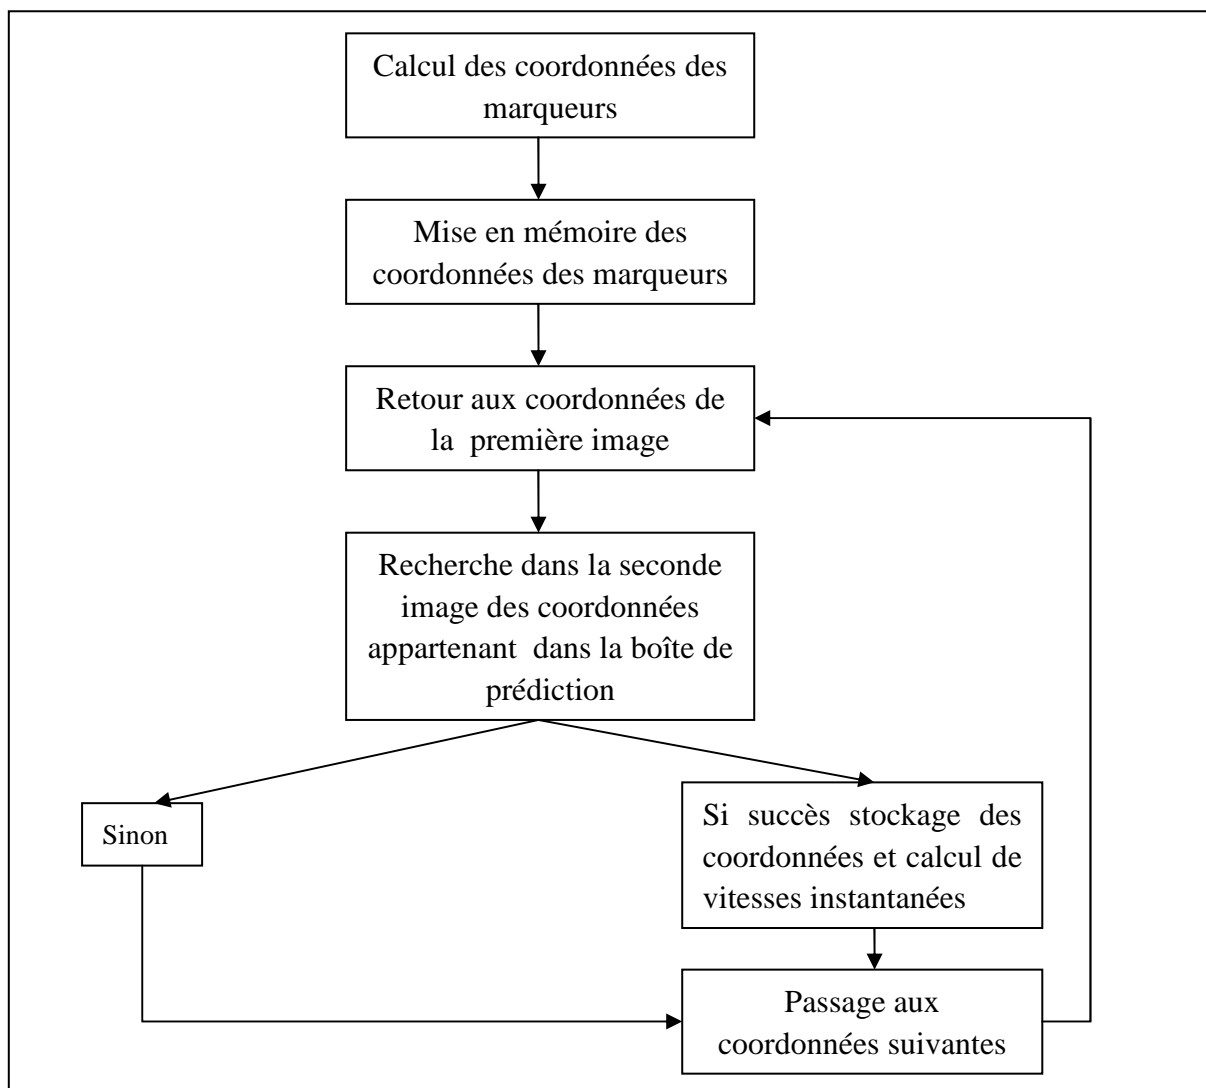 Calcul des coordonnées des
marqueurs
Mise en mémoire des
coordonnées des marqueurs
Retour aux coordonnées de
la première image
Recherche dans la seconde
image des coordonnées
appartenant dans la boîte de
prédiction
Sinon
Si succès stockage des
coordonnées et calcul de
vitesses instantanées
Passage aux
coordonnées suivantes